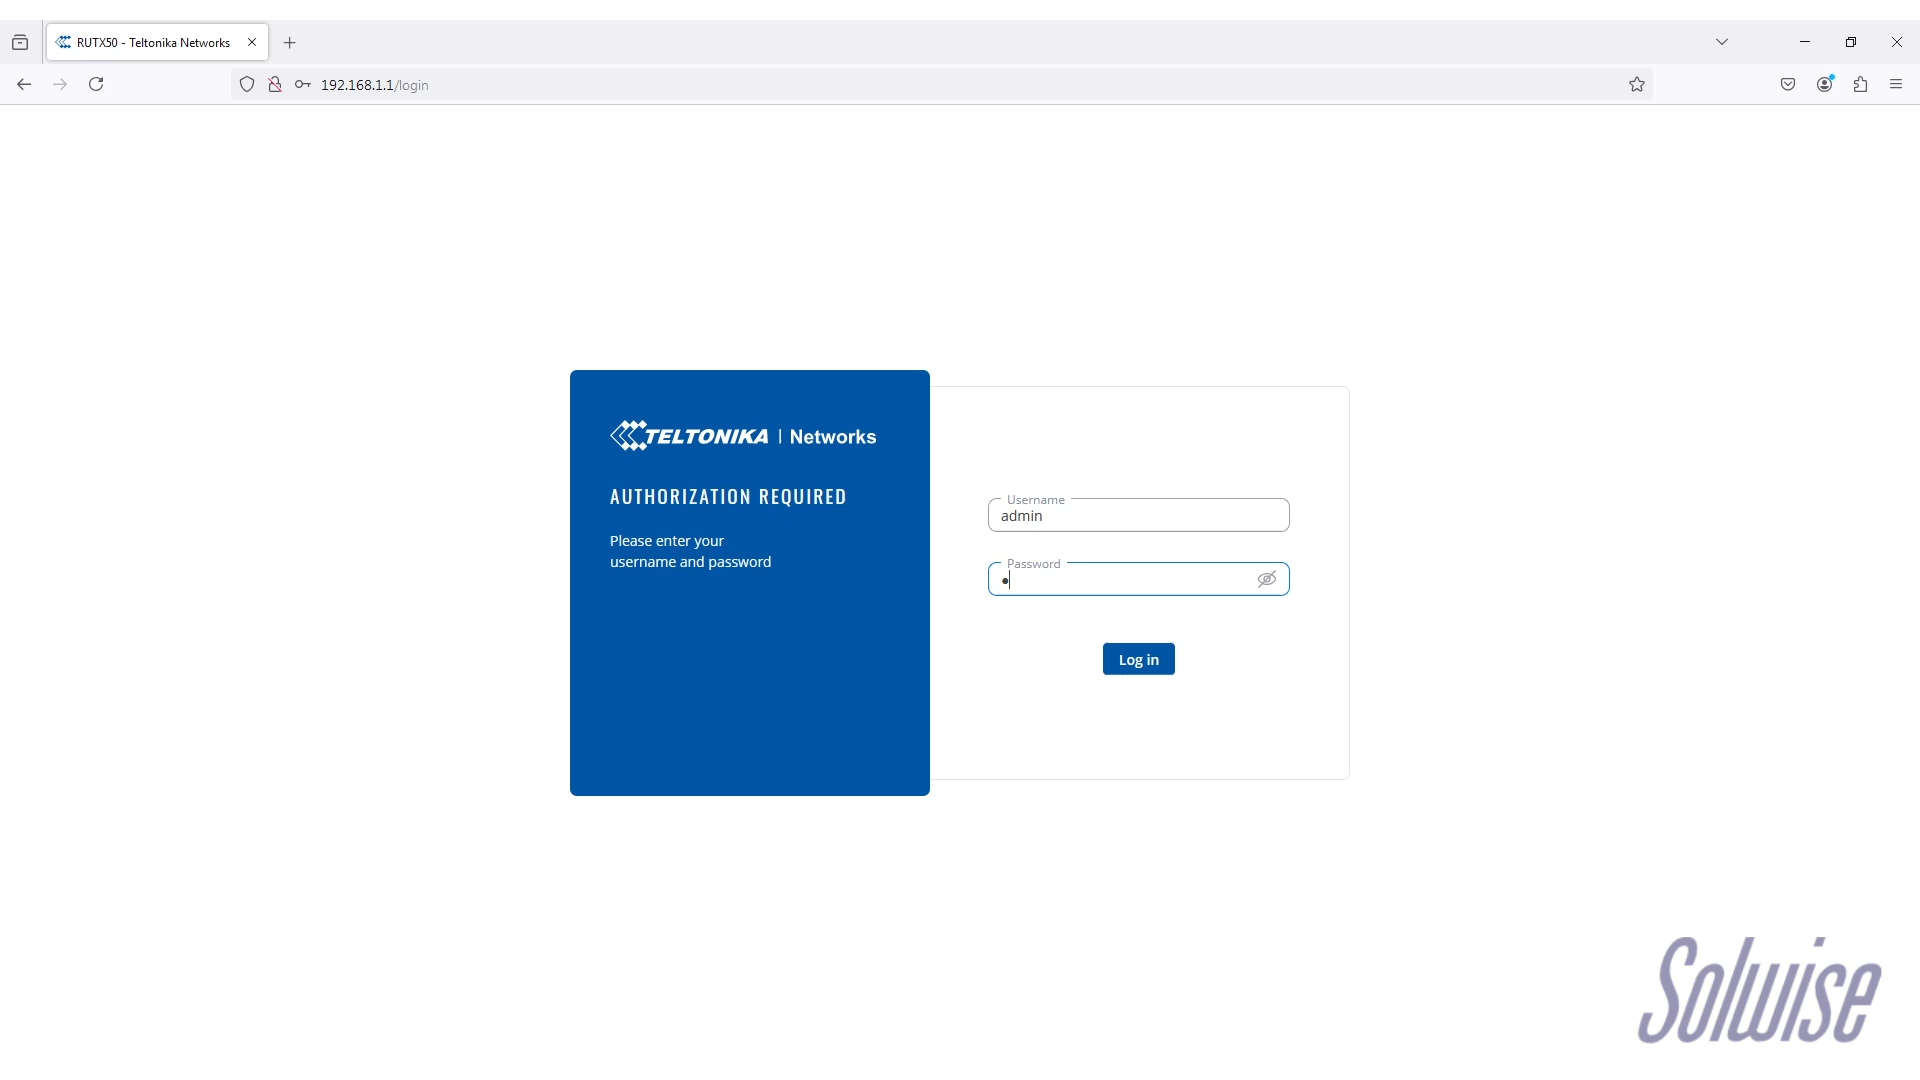 RUTX50 - Teltonika Networks
192.168.1.1/login
TELTONIKA | Networks
AUTHORIZATION REQUIRED
Please enter your
username and password
Username
admin
Password
Log in
Solwise